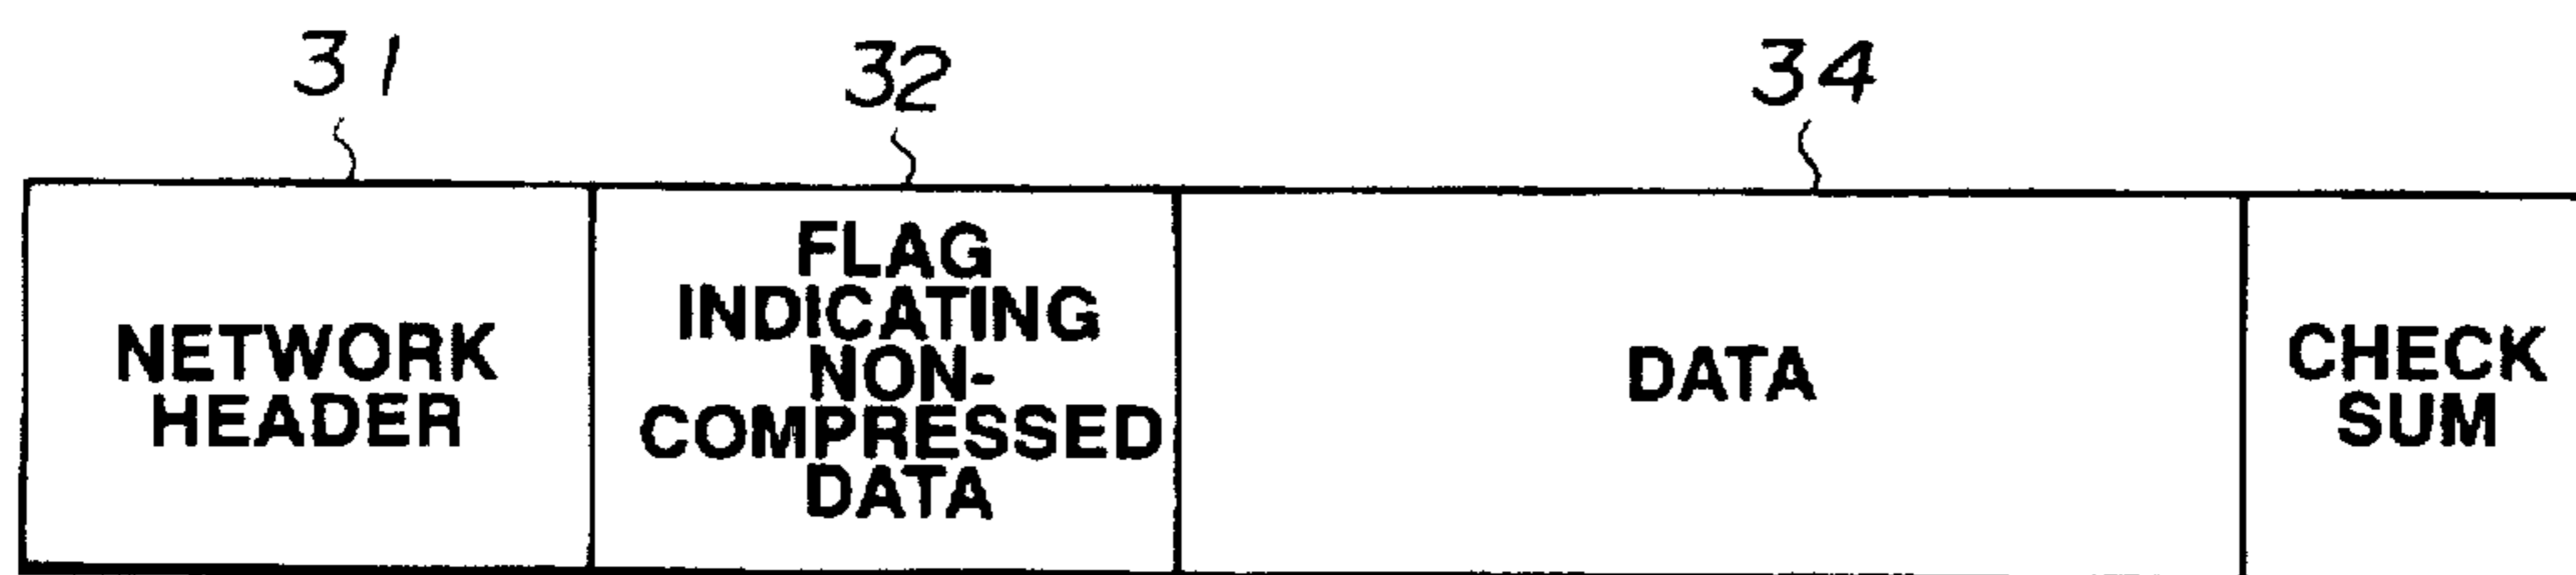 31
32
34
NETWORK
HEADER
FLAG
INDICATING
NON-
COMPRESSED
DATA
DATA
CHECK
SUM